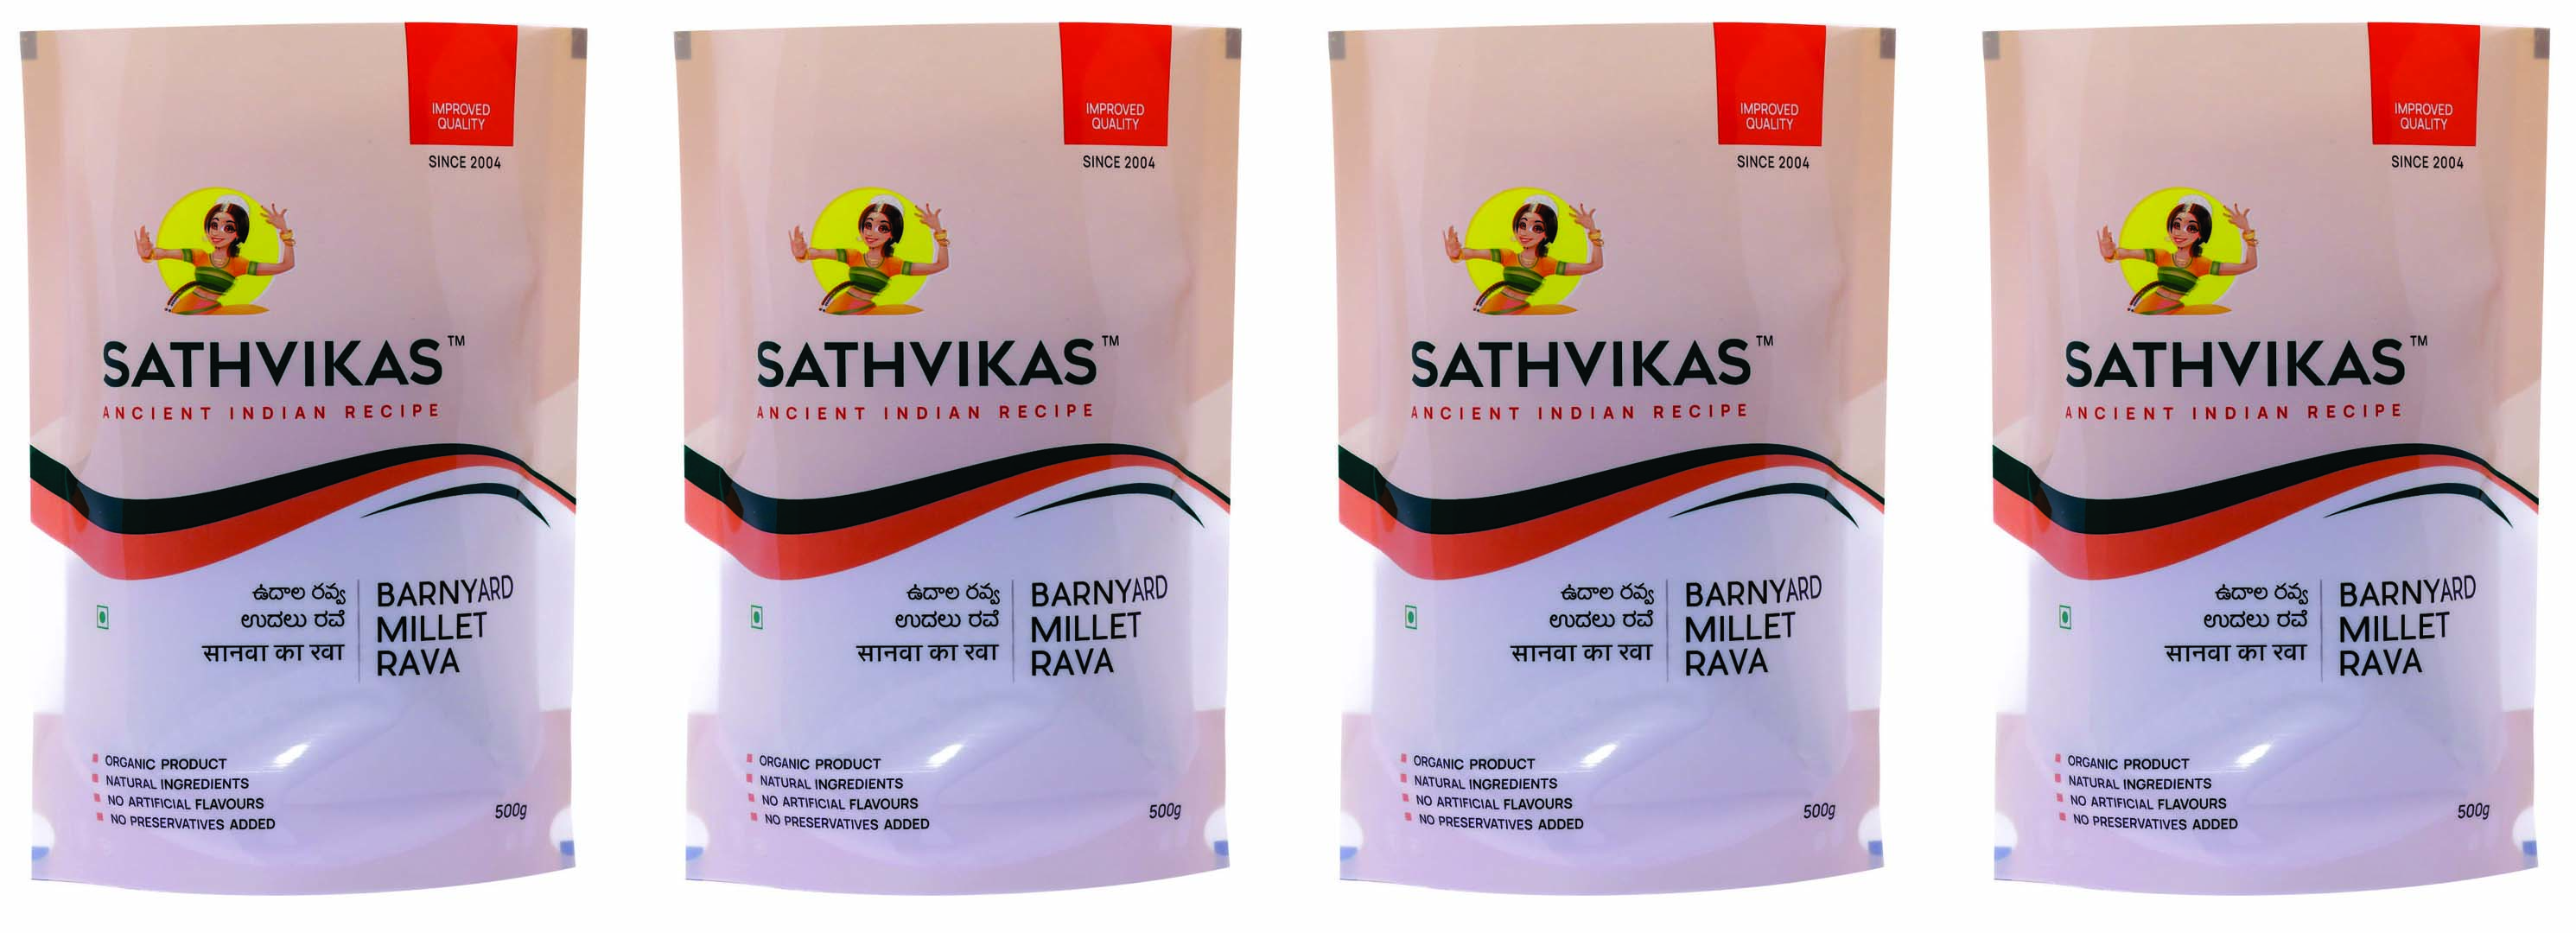 IMPROVED
QUALITY
SINCE 2004
SATHVIKAS™
ANCIENT INDIAN RECIPE
ఉదాల రవ్వ
ಉದಲು ರವೆ
सानवा का रवा
BARNYARD
MILLET
RAVA
ORGANIC PRODUCT
NATURAL INGREDIENTS
NO ARTIFICIAL FLAVOURS
NO PRESERVATIVES ADDED
500g
IMPROVED
QUALITY
SINCE 2004
SATHVIKAS™
ANCIENT INDIAN RECIPE
ఉదాల రవ్వ
ಉದಲು ರವೆ
सानवा का रवा
BARNYARD
MILLET
RAVA
ORGANIC PRODUCT
NATURAL INGREDIENTS
NO ARTIFICIAL FLAVOURS
NO PRESERVATIVES ADDED
500g
IMPROVED
QUALITY
SINCE 2004
SATHVIKAS™
ANCIENT INDIAN RECIPE
ఉదాల రవ్వ
ಉದಲು ರವೆ
सानवा का रवा
BARNYARD
MILLET
RAVA
ORGANIC PRODUCT
NATURAL INGREDIENTS
NO ARTIFICIAL FLAVOURS
NO PRESERVATIVES ADDED
500g
IMPROVED
QUALITY
SINCE 2004
SATHVIKAS™
ANCIENT INDIAN RECIPE
ఉదాల రవ్వ
ಉದಲು ರವೆ
सानवा का रवा
BARNYARD
MILLET
RAVA
ORGANIC PRODUCT
NATURAL INGREDIENTS
NO ARTIFICIAL FLAVOURS
NO PRESERVATIVES ADDED
500g